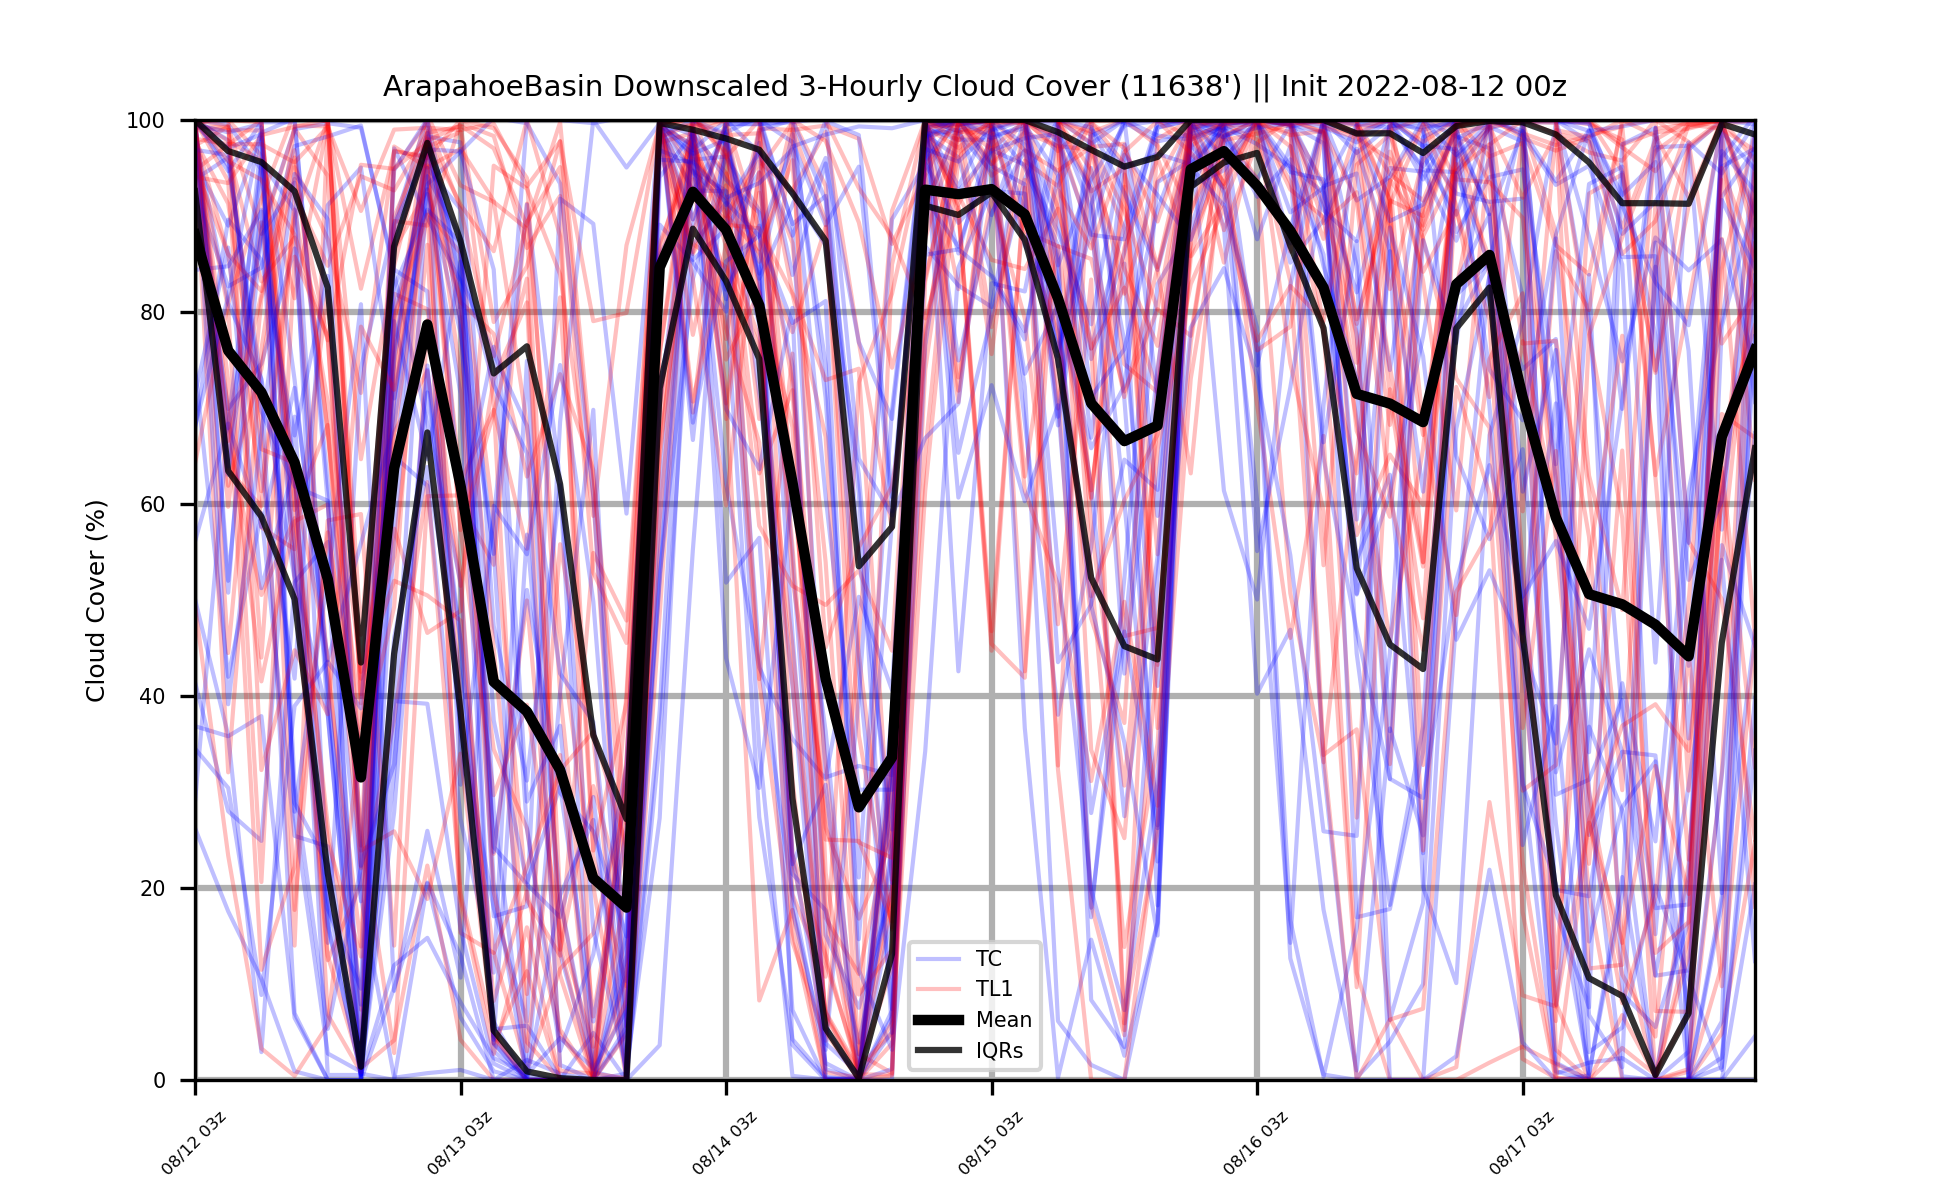 ArapahoeBasin Downscaled 3-Hourly Cloud Cover (11638') || Init 2022-08-12 00z
Cloud Cover (%)
100
80
60
40
20
0
TC
TL1
Mean
IQRs
08/12 03z
08/13 03z
08/14 03z
08/15 03z
08/16 03z
08/17 03z